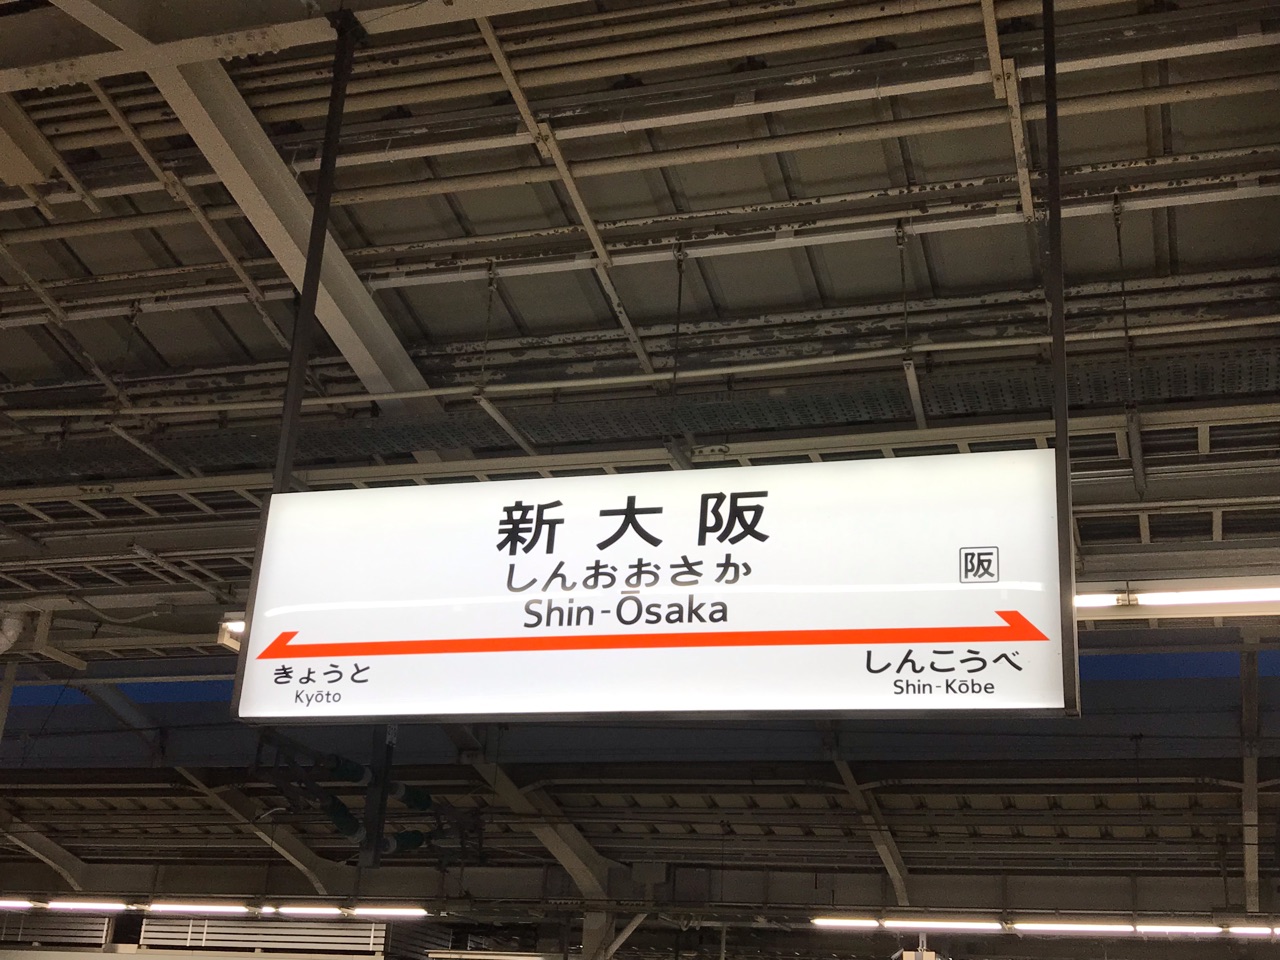 新大阪
しんおおさか
Shin-Ōsaka
阪
きょうと
Kyōto
しんこうべ
Shin-Kōbe